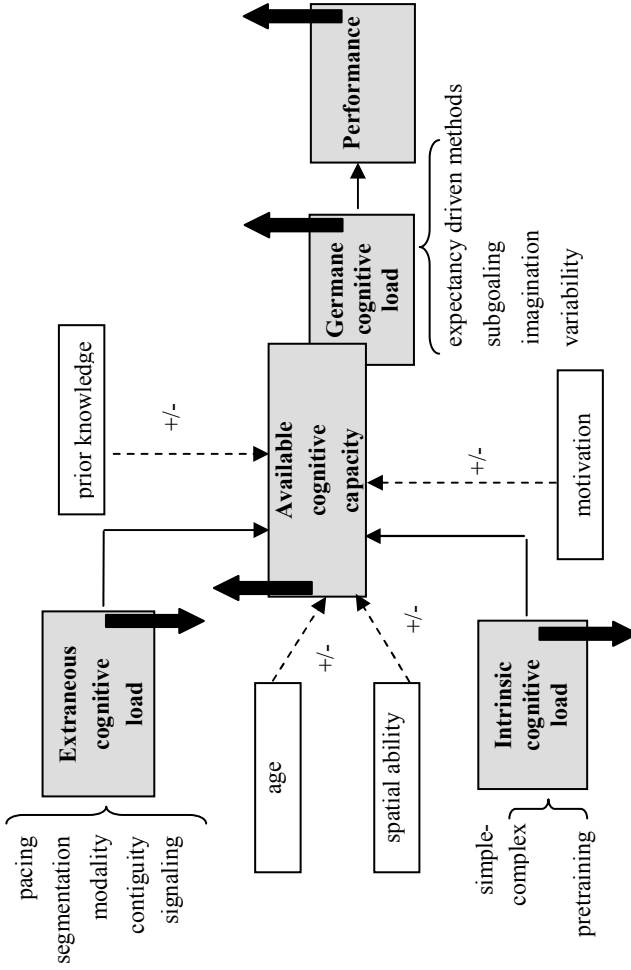 pacing
segmentation
modality
contiguity
signaling
Extraneous
cognitive
load
prior knowledge
+/-
age
+/-
spatial ability
+/-
Available
cognitive
capacity
Germane
cognitive
load
Performance
expectancy driven methods
subgoaling
imagination
variability
simple-
complex
pretraining
Intrinsic
cognitive
load
+/-
motivation